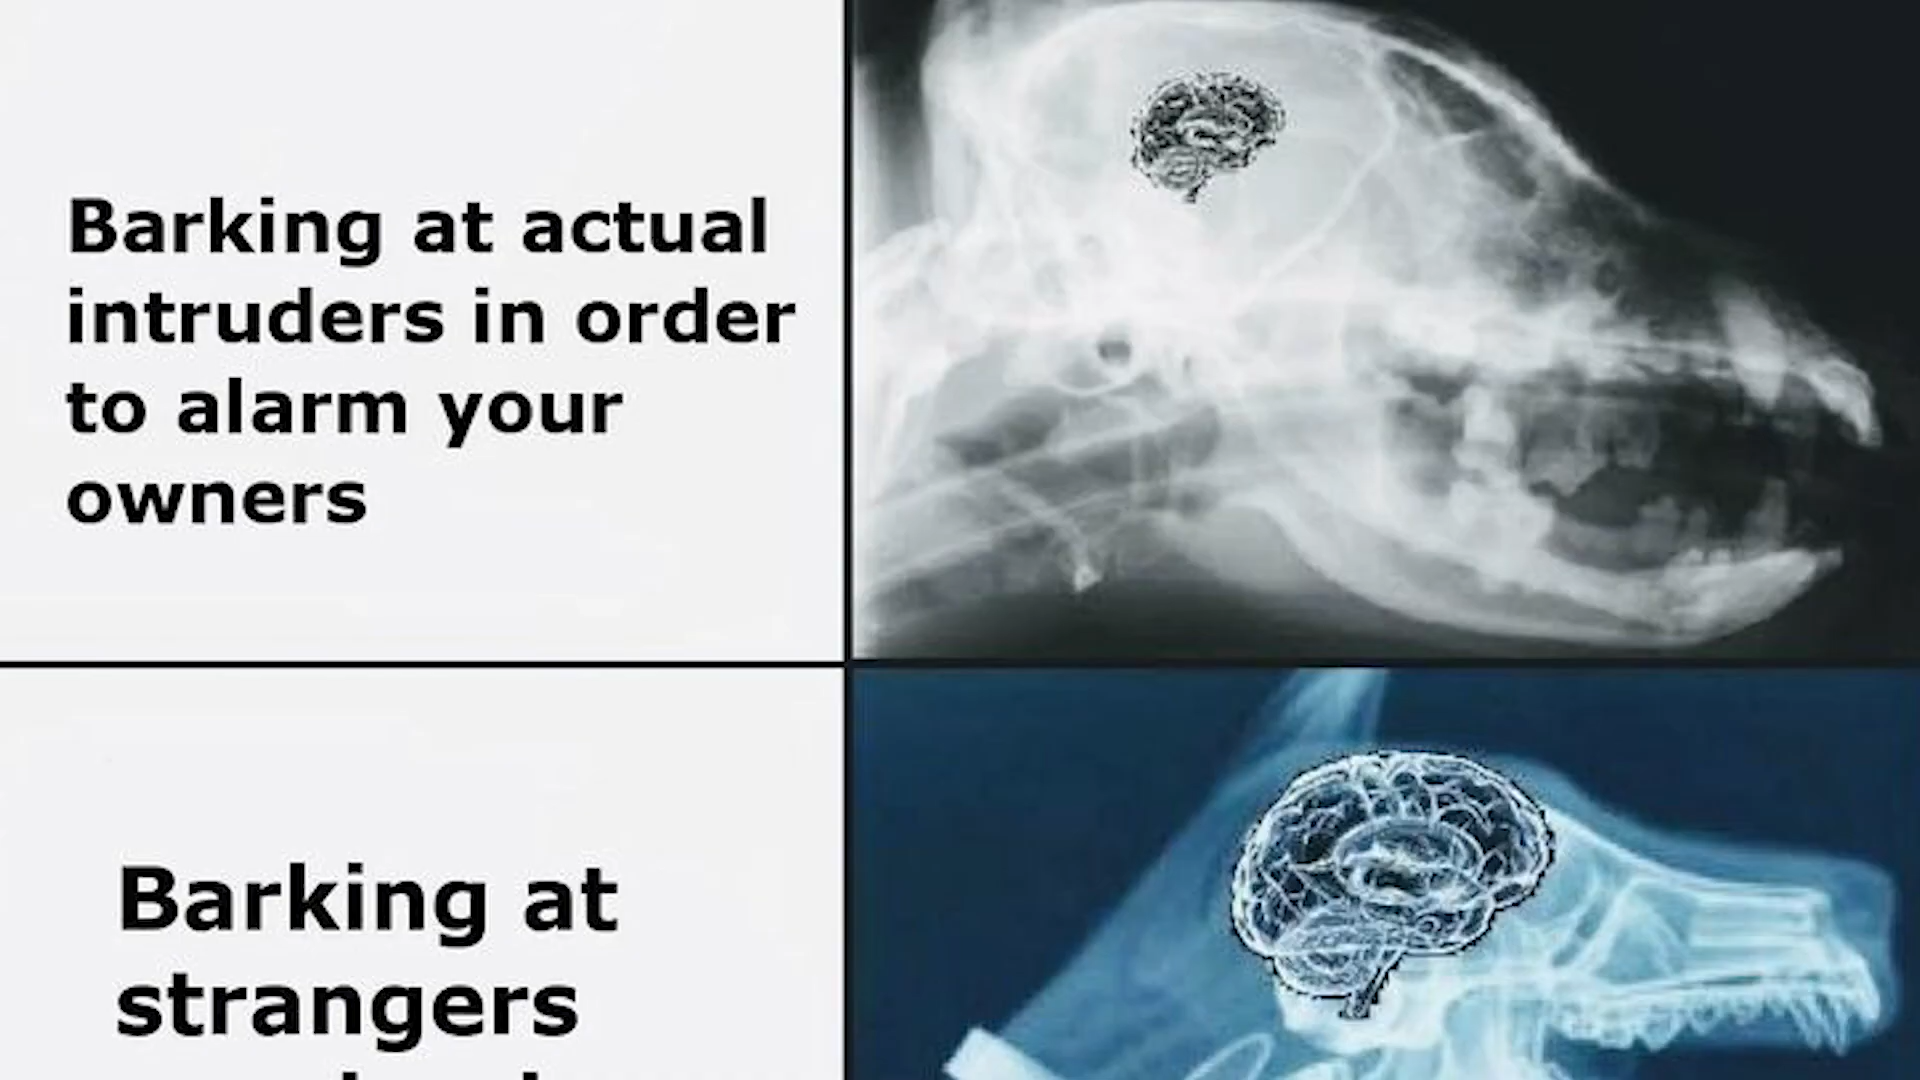 Barking at actual
intruders in order
to alarm your
owners
Barking at
strangers